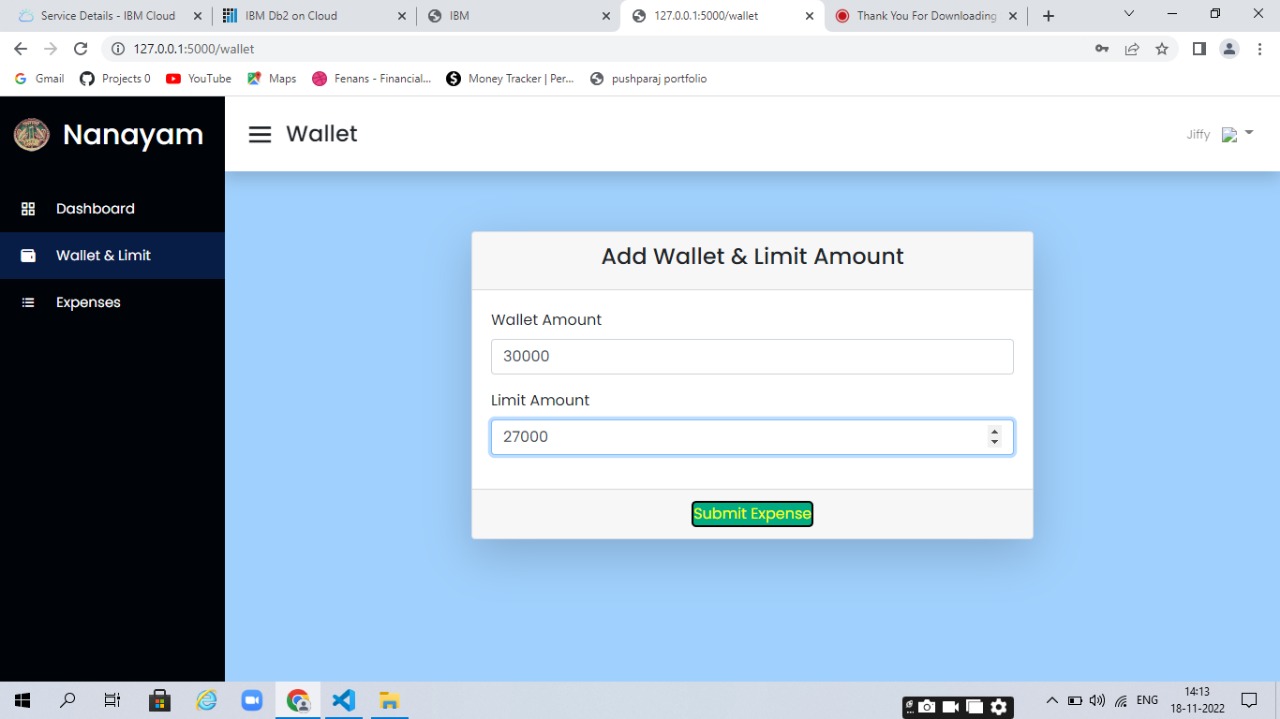 Service Details - IBM Cloud
IBM Db2 on Cloud
IBM
127.0.0.1:5000/wallet
Thank You For Downloading
127.0.0.1:5000/wallet
Gmail
Projects 0
YouTube
Maps
Fenans - Financial...
Money Tracker | Per...
pushparaj portfolio
Nanayam
Wallet
Jiffy
Dashboard
Wallet & Limit
Expenses
Add Wallet & Limit Amount
Wallet Amount
30000
Limit Amount
27000
Submit Expense
ENG
14:13
18-11-2022